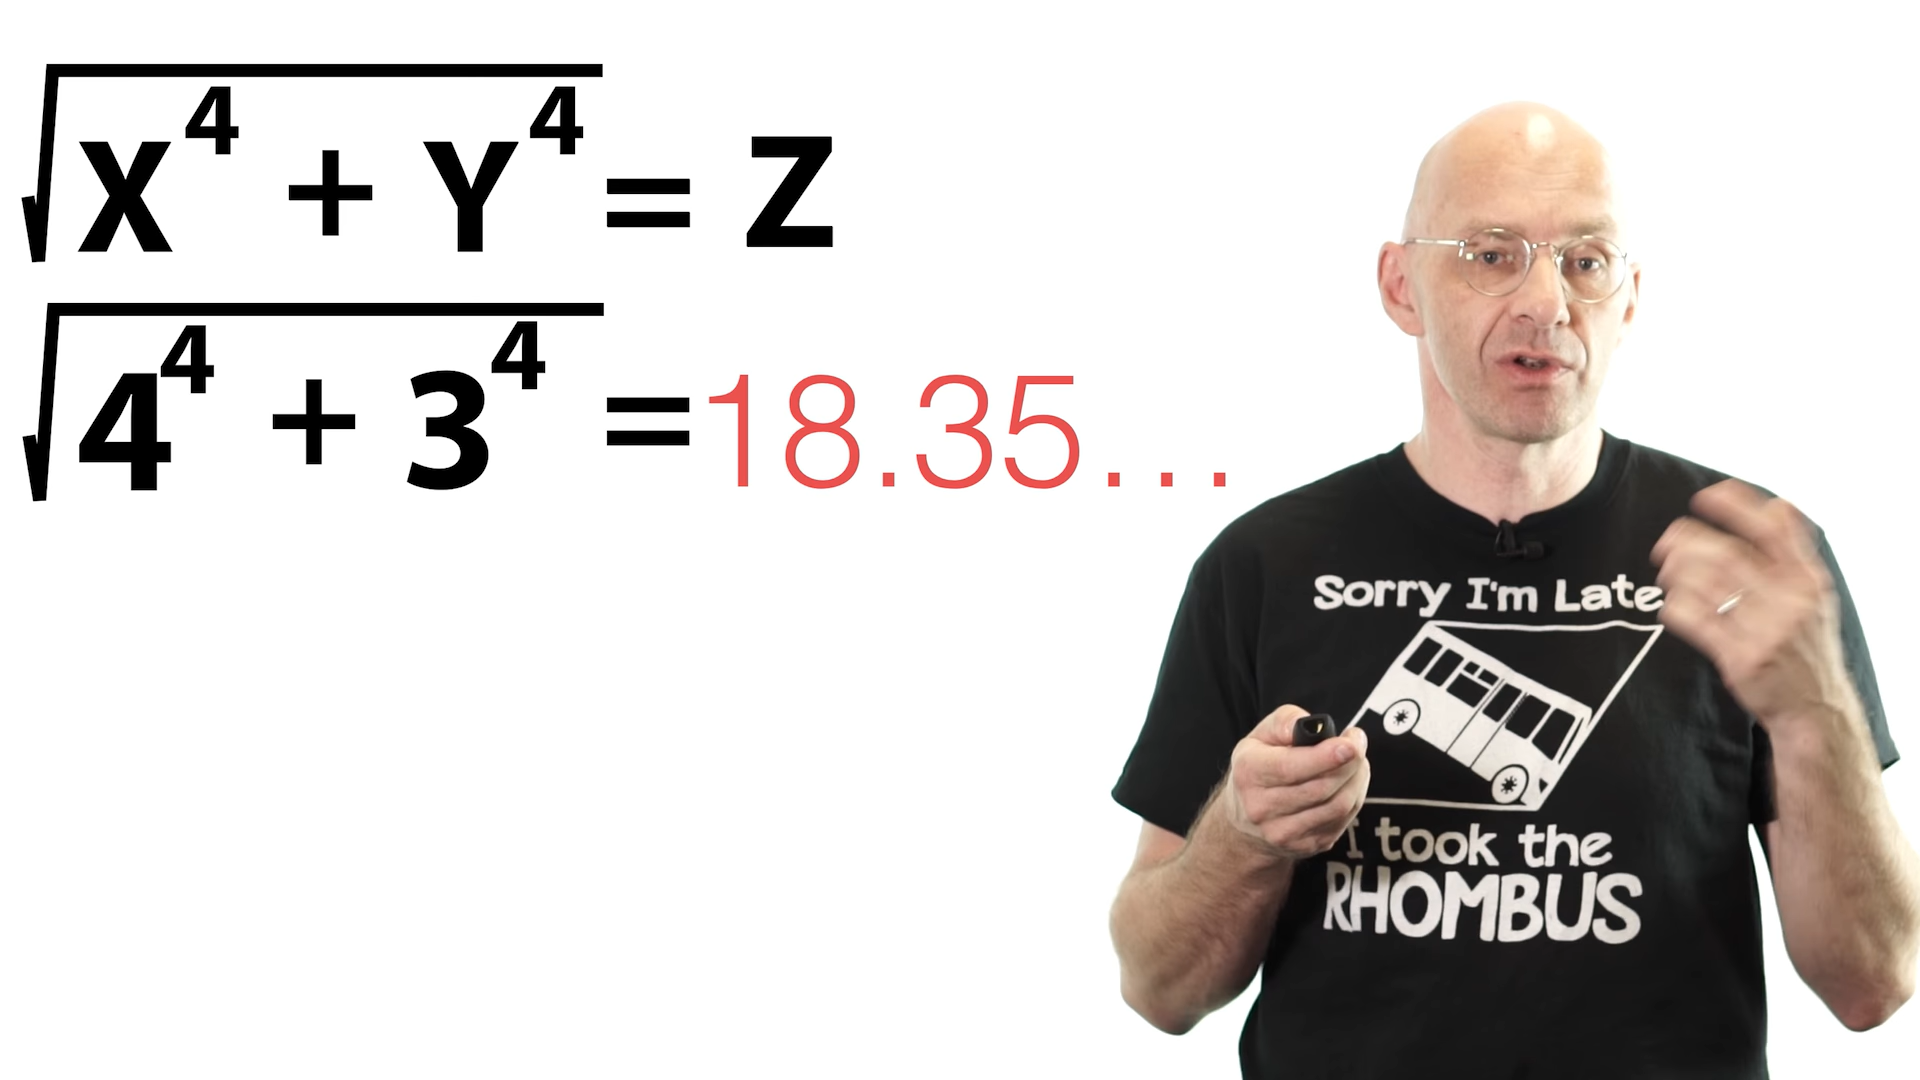 √X⁴ + Y⁴ = Z
√4⁴ + 3⁴ = 18.35...
Sorry I'm Late
I took the
RHOMBUS